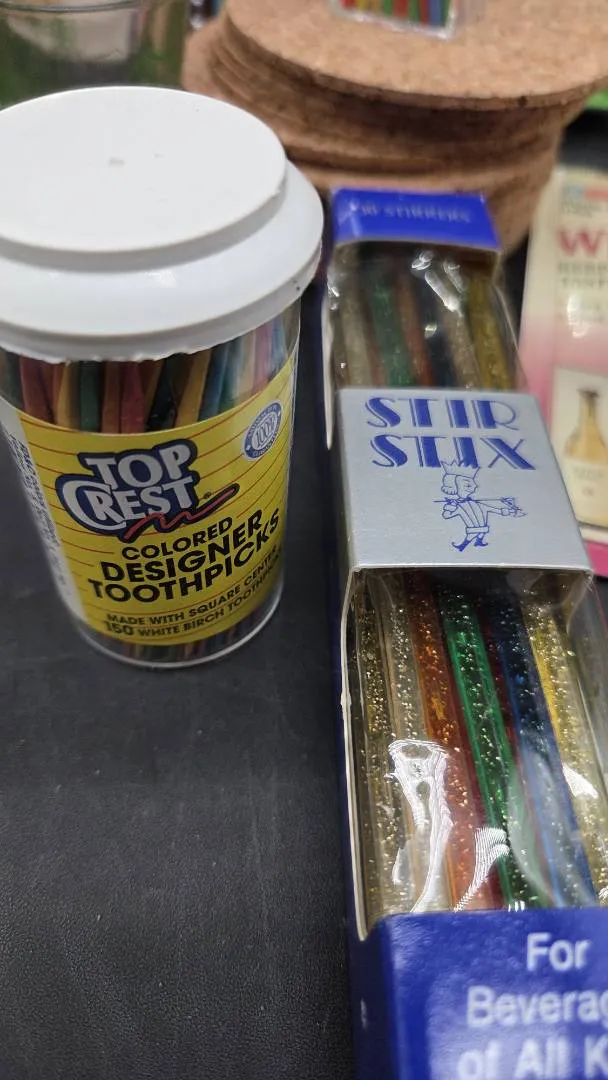 TOP
CREST
COLORED
DESIGNER
TOOTHPICKS
MADE WITH SQUARE CENTER
150 WHITE BIRCH TOOTHPICKS
100%
STIRRERS
STIR
STIX
For
Beverag
of All K
W